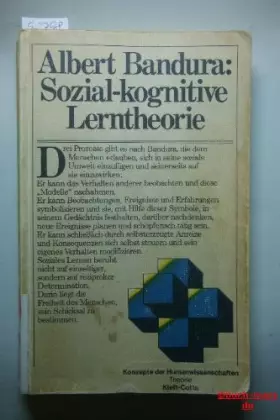 Albert Bandura:
Sozial-kognitive
Lerntheorie
Drei Prozesse gibt es nach Bandura, die dem
Menschen erlauben, sich in seine soziale
Umwelt einzufügen und seinerseits auf
sie einzuwirken.
Er kann das Verhalten anderer beobachten und diese
„Modelle" nachahmen.
Er kann Beobachtungen, Ereignisse und Erfahrungen
symbolisieren und sie, mit Hilfe dieser Symbole, in
seinem Gedächtnis festhalten, darüber nachdenken,
neue Ereignisse planen und schöpferisch tätig sein.
Er kann schließlich durch selbsterzeugte Anreize
und Konsequenzen sich selbst steuern und sein
eigenes Verhalten modifizieren.
Soziales Lernen beruht
nicht auf einseitiger,
sondern auf reziproker
Determination.
Darin liegt die
Freiheit des Menschen,
sein Schicksal zu
bestimmen.
Konzepte der Humanwissenschaften
Theorie
Klett-Cotta